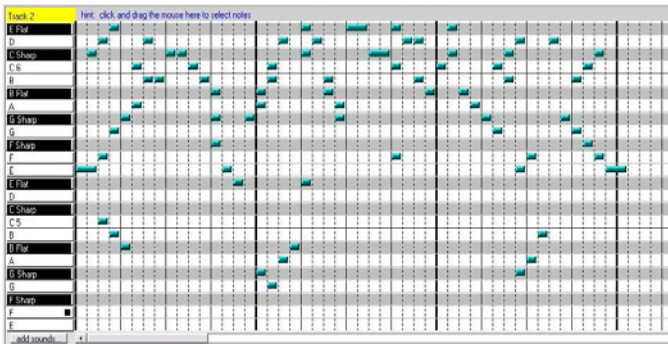 Track 2
hint: click and drag the mouse here to select notes
E Flat
D
C Sharp
C 6
B
B Flat
A
G Sharp
G
F Sharp
F
E
E Flat
D
C Sharp
C 5
B
B Flat
A
G Sharp
G
F Sharp
F
E
add sounds...